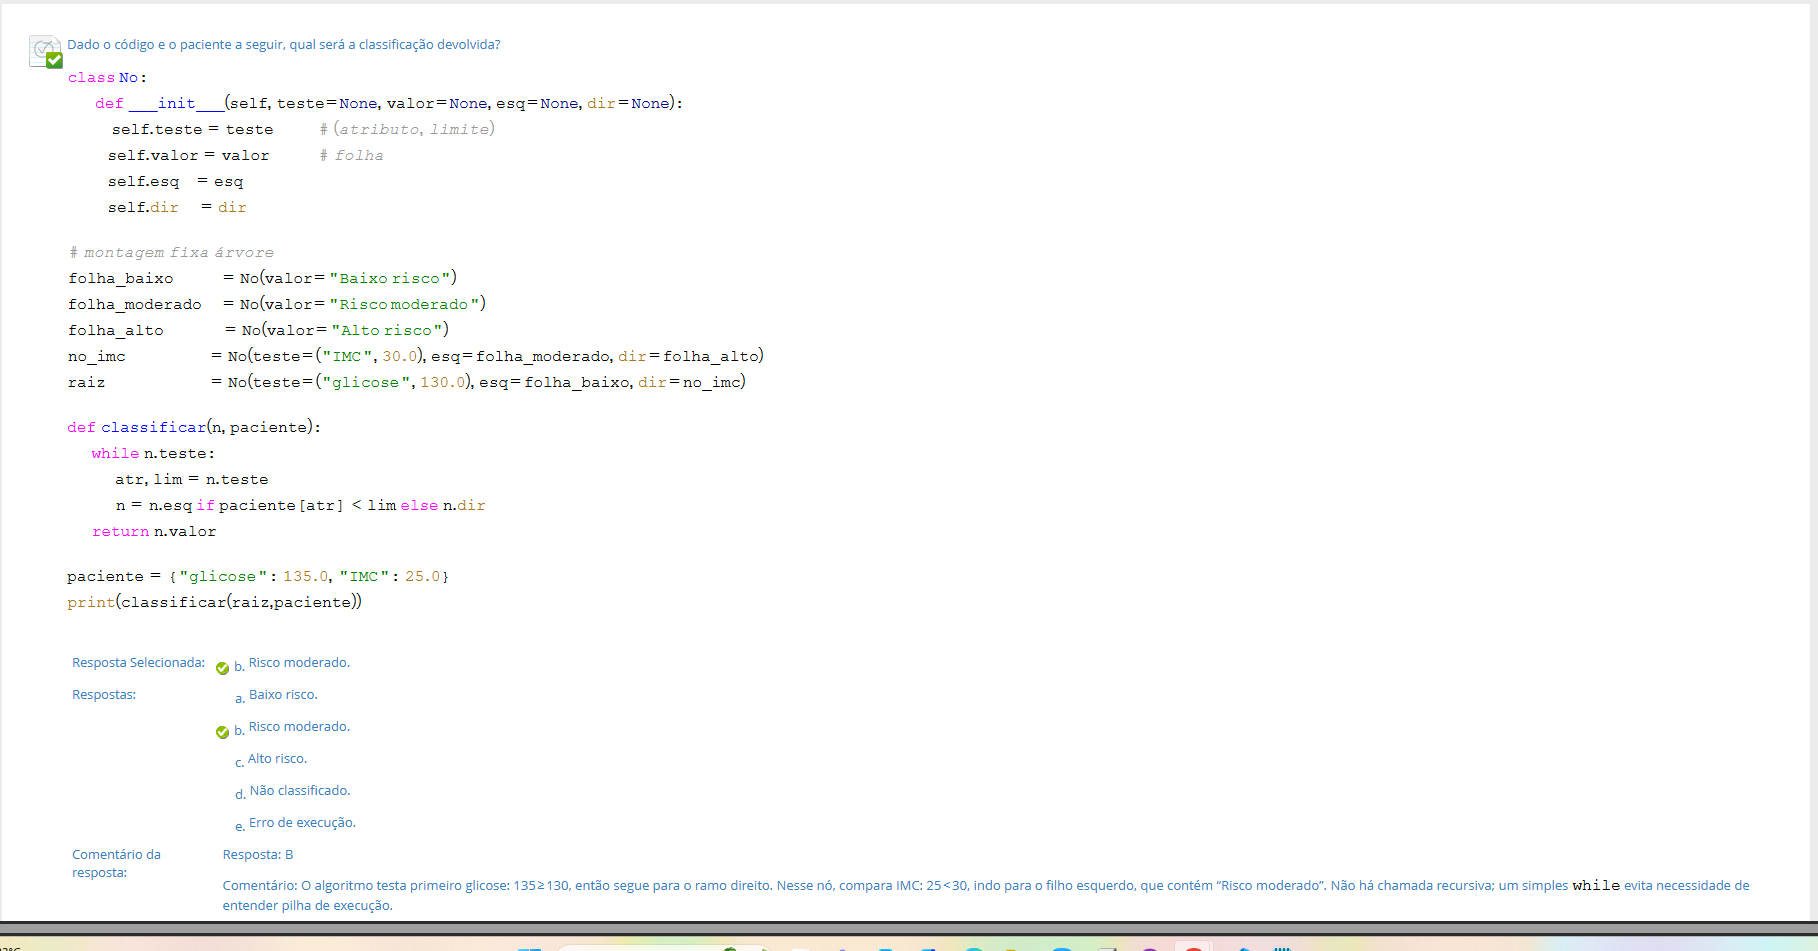 Dado o código e o paciente a seguir, qual será a classificação devolvida?
class No:
def ___init___(self, teste=None, valor=None, esq=None, dir=None):
self.teste = teste # (atributo, limite)
self.valor = valor # folha
self.esq = esq
self.dir = dir
# montagem fixa árvore
folha_baixo = No(valor= "Baixo risco")
folha_moderado = No(valor= "Risco moderado")
folha_alto = No(valor= "Alto risco")
no_imc = No(teste=("IMC", 30.0), esq=folha_moderado, dir=folha_alto)
raiz = No(teste=("glicose", 130.0), esq=folha_baixo, dir=no_imc)
def classificar(n, paciente):
while n.teste:
atr, lim = n.teste
n = n.esq if paciente[atr] < lim else n.dir
return n.valor
paciente = {"glicose": 135.0, "IMC": 25.0}
print(classificar(raiz,paciente))
Resposta Selecionada: b. Risco moderado.
Respostas: a. Baixo risco.
b. Risco moderado.
c. Alto risco.
d. Não classificado.
e. Erro de execução.
Comentário da resposta: Resposta: B
Comentário: O algoritmo testa primeiro glicose: 135≥130, então segue para o ramo direito. Nesse nó, compara IMC: 25<30, indo para o filho esquerdo, que contém “Risco moderado”. Não há chamada recursiva; um simples while evita necessidade de
entender pilha de execução.